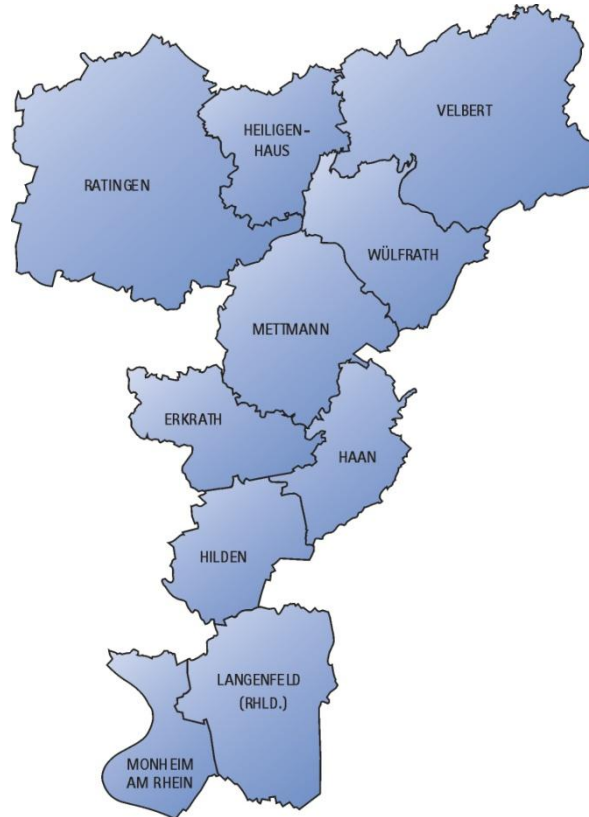 VELBERT
HEILIGEN-
HAUS
RATINGEN
WÜLFRATH
METTMANN
ERKRATH
HAAN
HILDEN
LANGENFELD
(RHLD.)
MONHEIM
AM RHEIN